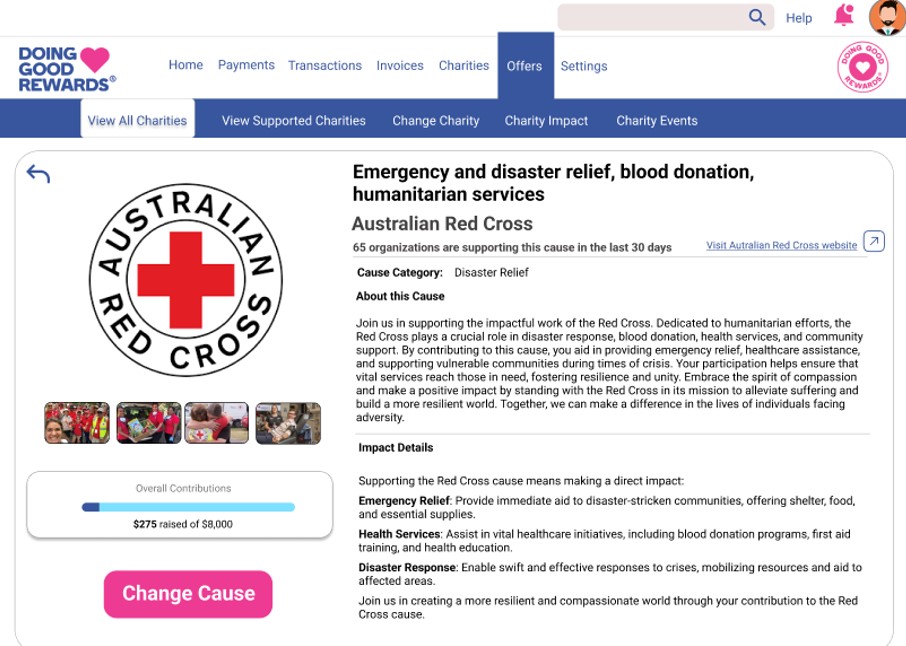 Help
DOING
GOOD
REWARDS®
Home Payments Transactions Invoices Charities Offers Settings
DOING GOOD REWARDS
View All Charities View Supported Charities Change Charity Charity Impact Charity Events
Emergency and disaster relief, blood donation,
humanitarian services
Australian Red Cross
65 organizations are supporting this cause in the last 30 days
Visit Autralian Red Cross website
Cause Category: Disaster Relief
About this Cause
Join us in supporting the impactful work of the Red Cross. Dedicated to humanitarian efforts, the
Red Cross plays a crucial role in disaster response, blood donation, health services, and community
support. By contributing to this cause, you aid in providing emergency relief, healthcare assistance,
and supporting vulnerable communities during times of crisis. Your participation helps ensure that
vital services reach those in need, fostering resilience and unity. Embrace the spirit of compassion
and make a positive impact by standing with the Red Cross in its mission to alleviate suffering and
build a more resilient world. Together, we can make a difference in the lives of individuals facing
adversity.
Impact Details
Supporting the Red Cross cause means making a direct impact:
Emergency Relief: Provide immediate aid to disaster-stricken communities, offering shelter, food,
and essential supplies.
Health Services: Assist in vital healthcare initiatives, including blood donation programs, first aid
training, and health education.
Disaster Response: Enable swift and effective responses to crises, mobilizing resources and aid to
affected areas.
Join us in creating a more resilient and compassionate world through your contribution to the Red
Cross cause.
AUSTRALIAN
RED CROSS
Overall Contributions
$275 raised of $8,000
Change Cause